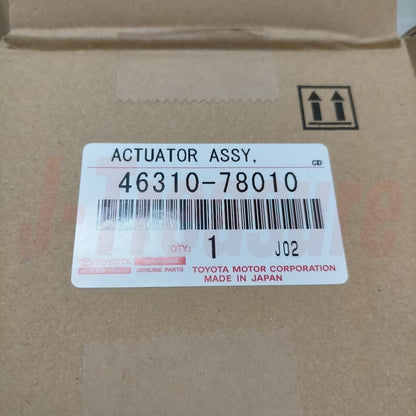 ACTUATOR ASSY,
CD
46310-78010
QTY: 1 J02
TOYOTA
GENUINE PARTS
TOYOTA MOTOR CORPORATION
MADE IN JAPAN